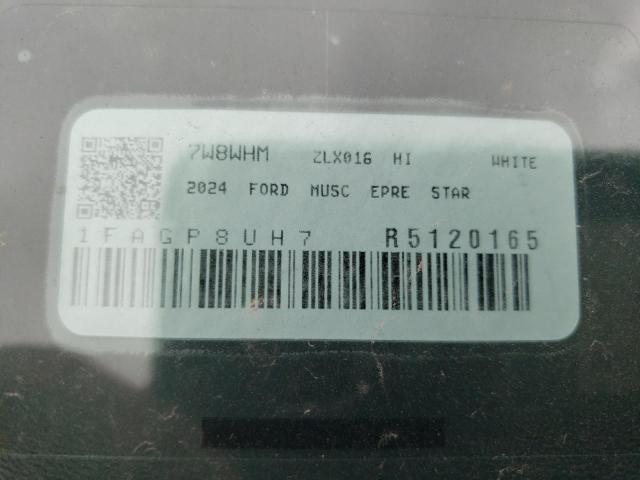 7W8WHM ZLX016 HI WHITE
2024 FORD MUSC EPRE STAR
1FAGP8UH7 R5120165